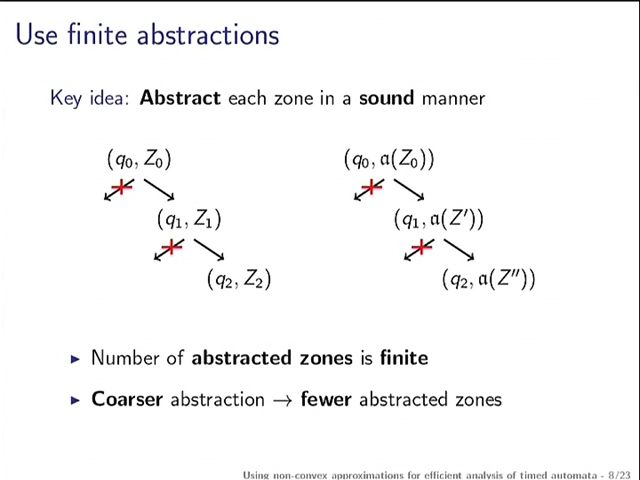 Use finite abstractions
Key idea: Abstract each zone in a sound manner
(q₀, Z₀) (q₀, 𝔞(Z₀))
(q₁, Z₁) (q₁, 𝔞(Z′))
(q₂, Z₂) (q₂, 𝔞(Z″))
▶ Number of abstracted zones is finite
▶ Coarser abstraction → fewer abstracted zones
Using non-convex approximations for efficient analysis of timed automata - 8/23